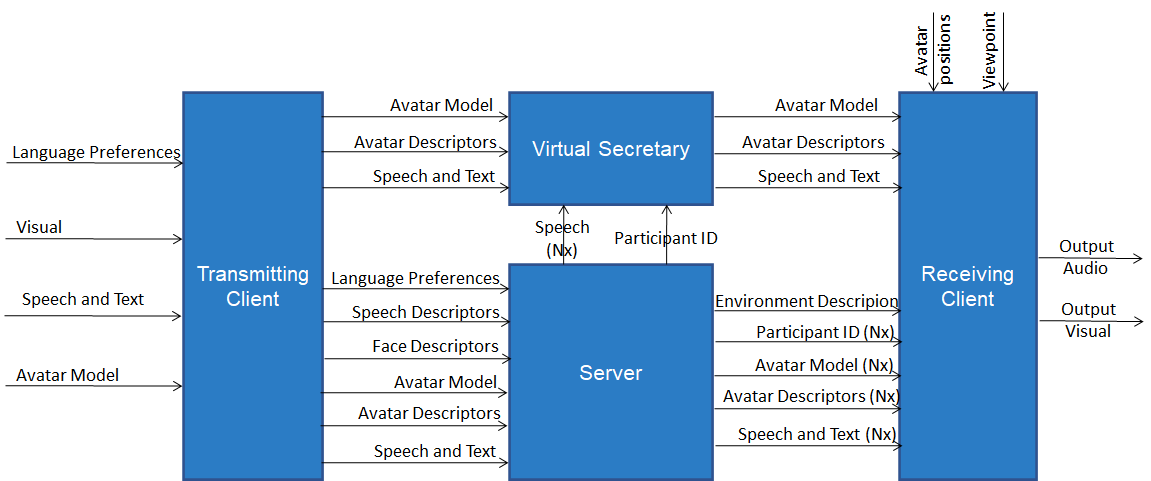 Avatar
positions
Viewpoint
Language Preferences
Visual
Speech and Text
Avatar Model
Transmitting
Client
Avatar Model
Avatar Descriptors
Speech and Text
Virtual Secretary
Speech
(Nx)
Participant ID
Language Preferences
Speech Descriptors
Face Descriptors
Avatar Model
Avatar Descriptors
Speech and Text
Server
Avatar Model
Avatar Descriptors
Speech and Text
Environment Descripion
Participant ID (Nx)
Avatar Model (Nx)
Avatar Descriptors (Nx)
Speech and Text (Nx)
Receiving
Client
Output
Audio
Output
Visual